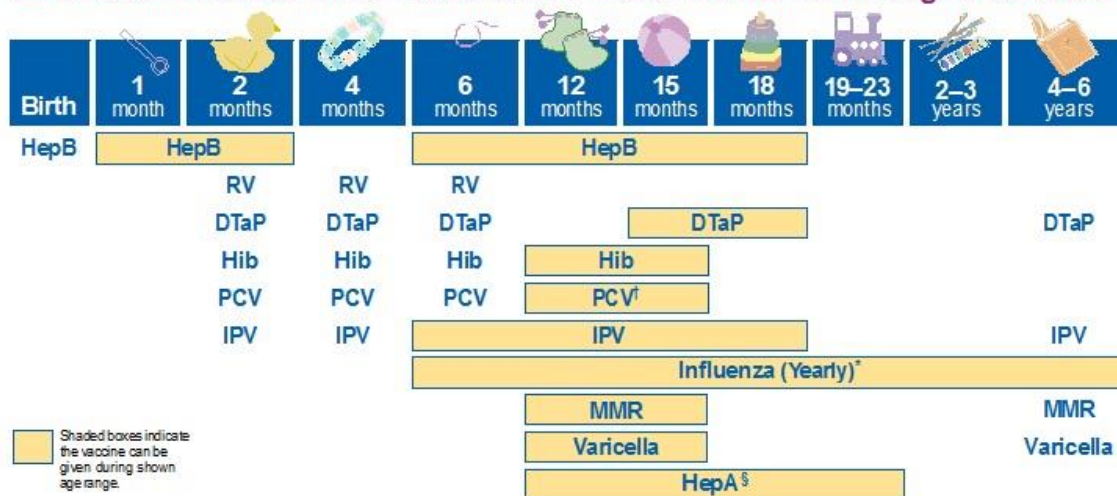 Birth
1 month
2 months
4 months
6 months
12 months
15 months
18 months
19–23 months
2–3 years
4–6 years
HepB HepB HepB
RV RV RV
DTaP DTaP DTaP DTaP DTaP
Hib Hib Hib Hib
PCV PCV PCV PCV†
IPV IPV IPV IPV
Influenza (Yearly)*
MMR MMR
Varicella Varicella
HepA§
Shaded boxes indicate
the vaccine can be
given during shown
age range.